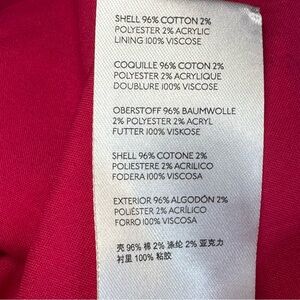 SHELL 96% COTTON 2%
POLYESTER 2% ACRYLIC
LINING 100% VISCOSE
COQUILLE 96% COTON 2%
POLYESTER 2% ACRYLIQUE
DOUBLURE 100% VISCOSE
OBERSTOFF 96% BAUMWOLLE
2% POLYESTER 2% ACRYL
FUTTER 100% VISKOSE
SHELL 96% COTONE 2%
POLIESTERE 2% ACRILICO
FODERA 100% VISCOSA
EXTERIOR 96% ALGODÓN 2%
POLIÉSTER 2% ACRÍLICO
FORRO 100% VISCOSA
壳 96% 棉 2% 涤纶 2% 亚克力
衬里 100% 粘胶